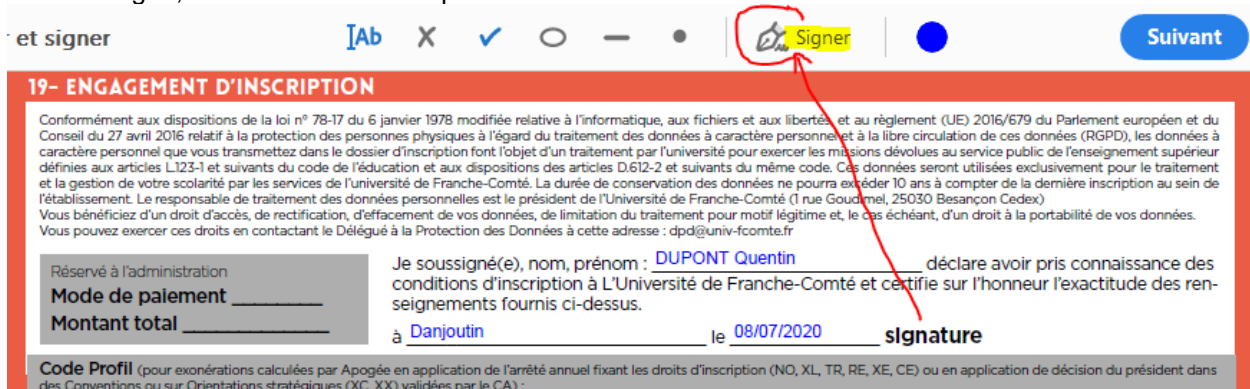 et signer
Ab
Signer
Suivant
19- ENGAGEMENT D'INSCRIPTION
Conformément aux dispositions de la loi n° 78-17 du 6 janvier 1978 modifiée relative à l'informatique, aux fichiers et aux libertés, et au règlement (UE) 2016/679 du Parlement européen et du
Conseil du 27 avril 2016 relatif à la protection des personnes physiques à l'égard du traitement des données à caractère personnel et à la libre circulation de ces données (RGPD), les données à
caractère personnel que vous transmettez dans le dossier d'inscription font l'objet d'un traitement par l'université pour exercer les missions dévolues au service public de l'enseignement supérieur
définies aux articles L.123-1 et suivants du code de l'éducation et aux dispositions des articles D.612-2 et suivants du même code. Ces données seront utilisées exclusivement pour le traitement
et la gestion de votre scolarité par les services de l'université de Franche-Comté. La durée de conservation des données ne pourra excéder 10 ans à compter de la dernière inscription au sein de
l'établissement. Le responsable de traitement des données personnelles est le président de l'Université de Franche-Comté (1 rue Goudimel, 25030 Besançon Cedex)
Vous bénéficiez d'un droit d'accès, de rectification, d'effacement de vos données, de limitation du traitement pour motif légitime et, le cas échéant, d'un droit à la portabilité de vos données.
Vous pouvez exercer ces droits en contactant le Délégué à la Protection des Données à cette adresse : dpd@univ-fcomte.fr
Réservé à l'administration
Mode de paiement ________
Montant total _____________
Je soussigné(e), nom, prénom : DUPONT Quentin déclare avoir pris connaissance des
conditions d'inscription à L'Université de Franche-Comté et certifie sur l'honneur l'exactitude des ren-
seignements fournis ci-dessus.
à Danjoutin le 08/07/2020 signature
Code Profil (pour exonérations calculées par Apogée en application de l'arrêté annuel fixant les droits d'inscription (NO, XL, TR, RE, XE, CE) ou en application de décision du président dans
des Conventions ou sur Orientations stratégiques (XC, XX) validées par le CA) :